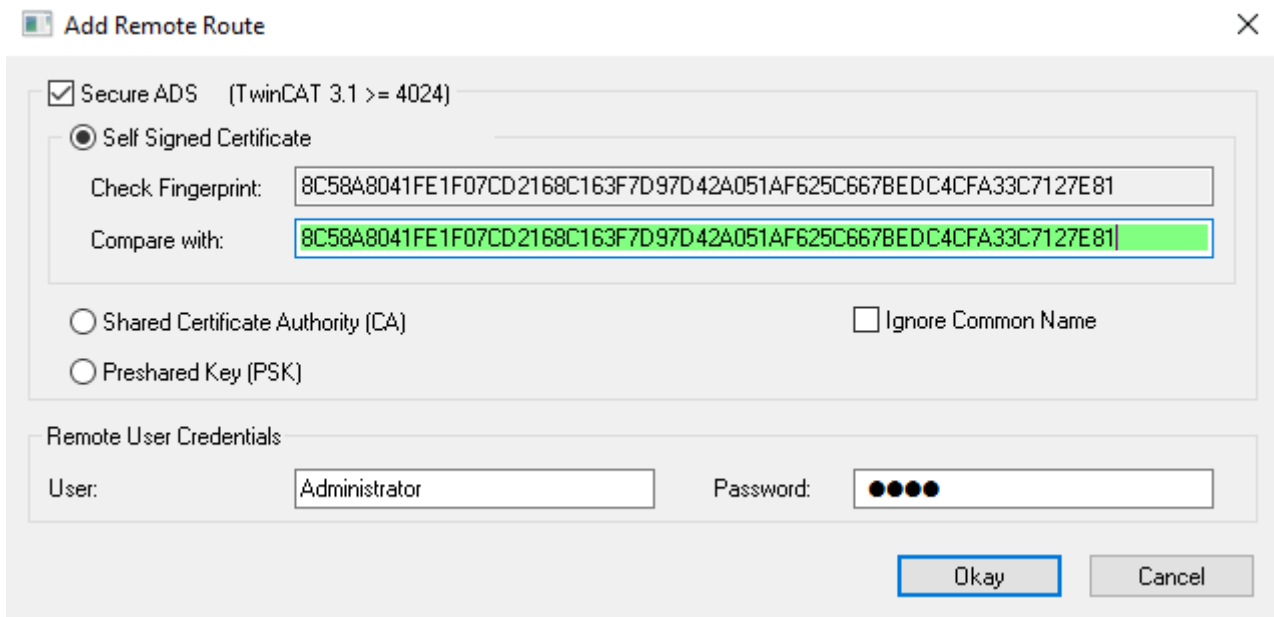 Add Remote Route
Secure ADS (TwinCAT 3.1 >= 4024)
Self Signed Certificate
Check Fingerprint: 8C58A8041FE1F07CD2168C163F7D97D42A051AF625C667BEDC4CFA33C7127E81
Compare with: 8C58A8041FE1F07CD2168C163F7D97D42A051AF625C667BEDC4CFA33C7127E81
Shared Certificate Authority (CA) Ignore Common Name
Preshared Key (PSK)
Remote User Credentials
User: Administrator Password: ●●●●
Okay Cancel